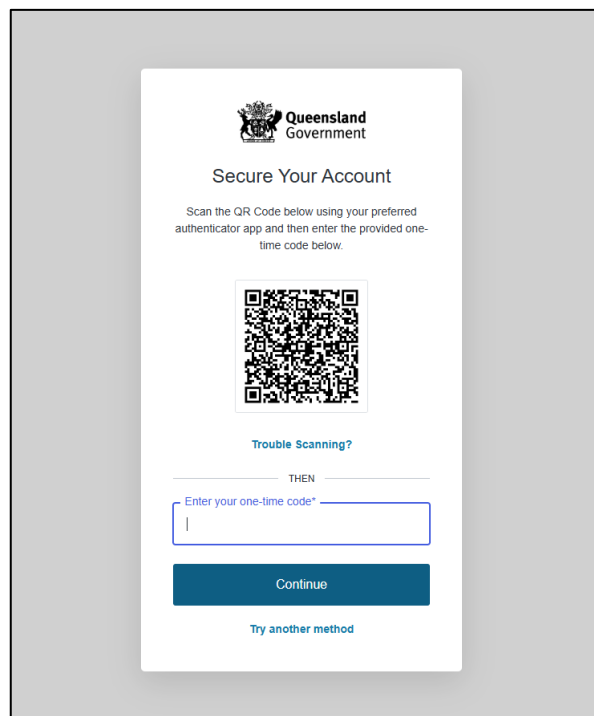 Queensland
Government
Secure Your Account
Scan the QR Code below using your preferred
authenticator app and then enter the provided one-
time code below.
Trouble Scanning?
THEN
Enter your one-time code*
Continue
Try another method